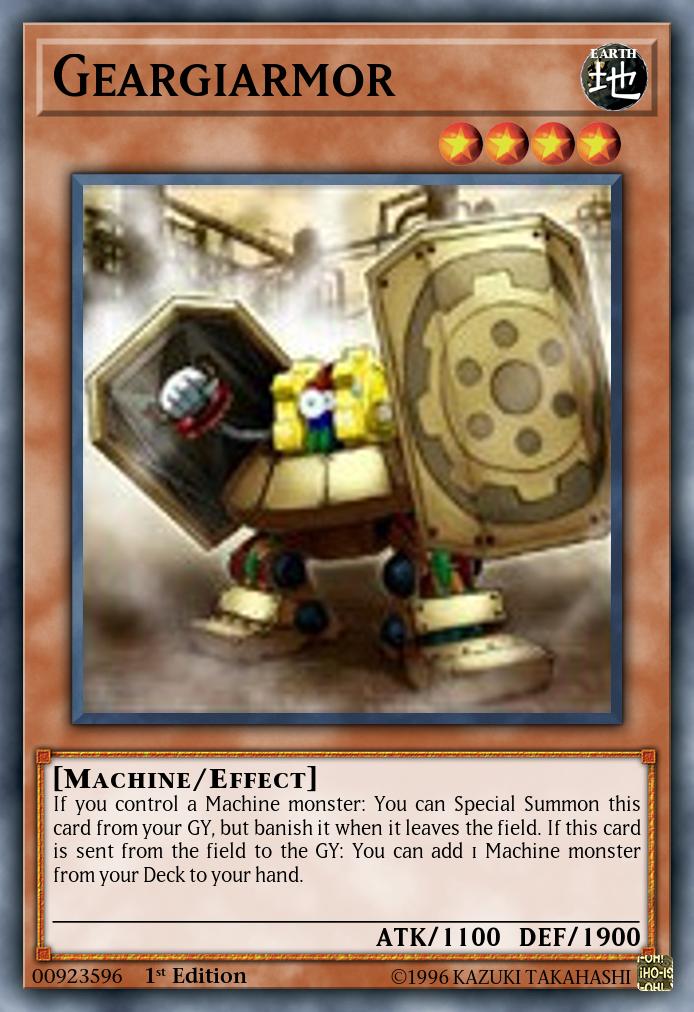 GEARGIARMOR
EARTH
地
[MACHINE/EFFECT]
If you control a Machine monster: You can Special Summon this
card from your GY, but banish it when it leaves the field. If this card
is sent from the field to the GY: You can add 1 Machine monster
from your Deck to your hand.
ATK/1100 DEF/1900
00923596 1st Edition ©1996 KAZUKI TAKAHASHI